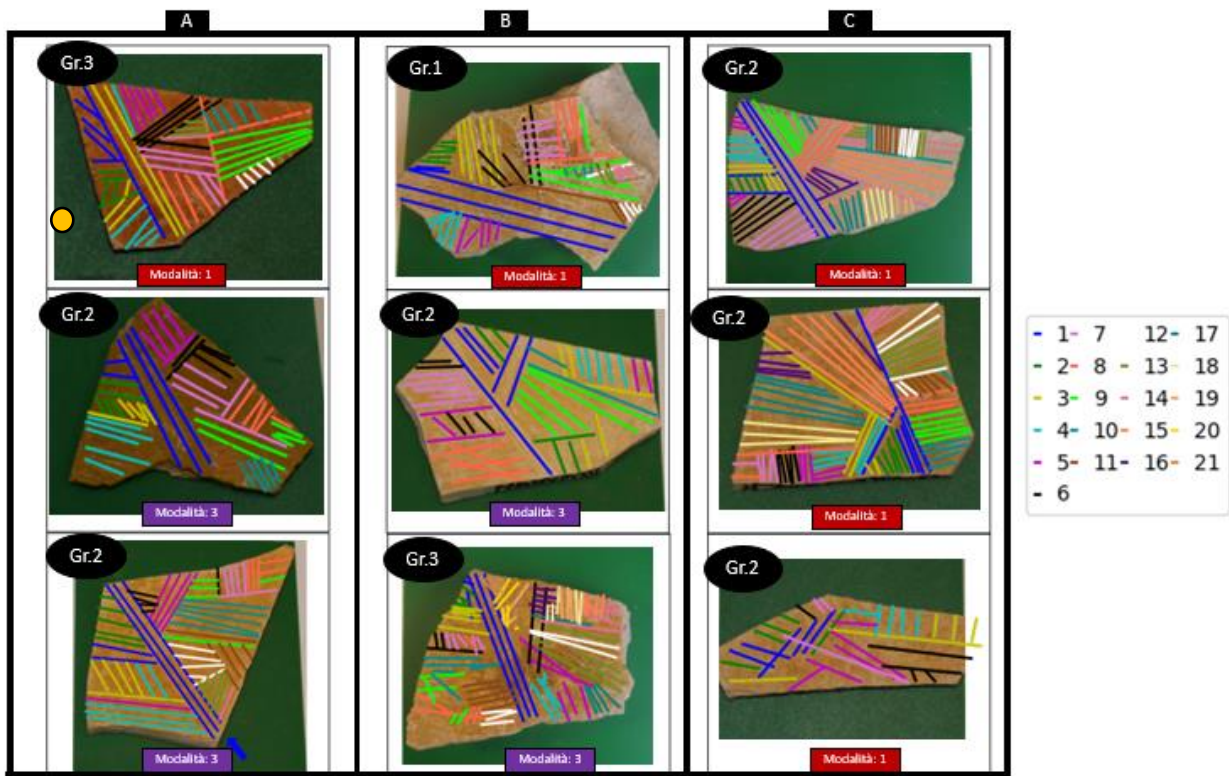 A B C
Gr.3 Gr.1 Gr.2
Modalità: 1 Modalità: 1 Modalità: 1
Gr.2 Gr.2 Gr.2
Modalità: 3 Modalità: 3 Modalità: 1
Gr.2 Gr.3 Gr.2
Modalità: 3 Modalità: 3 Modalità: 1
1 7 12 17
2 8 13 18
3 9 14 19
4 10 15 20
5 11 16 21
6